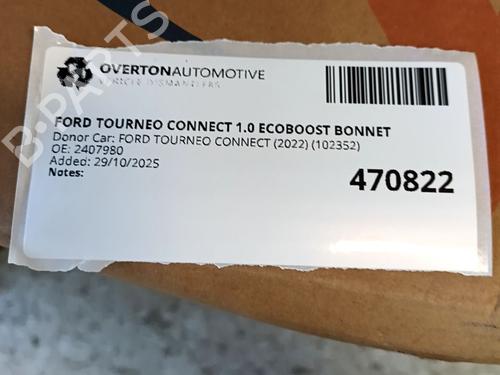 OVERTONAUTOMOTIVE
VEHICLE DISMANTLERS
FORD TOURNEO CONNECT 1.0 ECOBOOST BONNET
Donor Car: FORD TOURNEO CONNECT (2022) (102352)
OE: 2407980
Added: 29/10/2025
Notes:
470822
B-PARTS